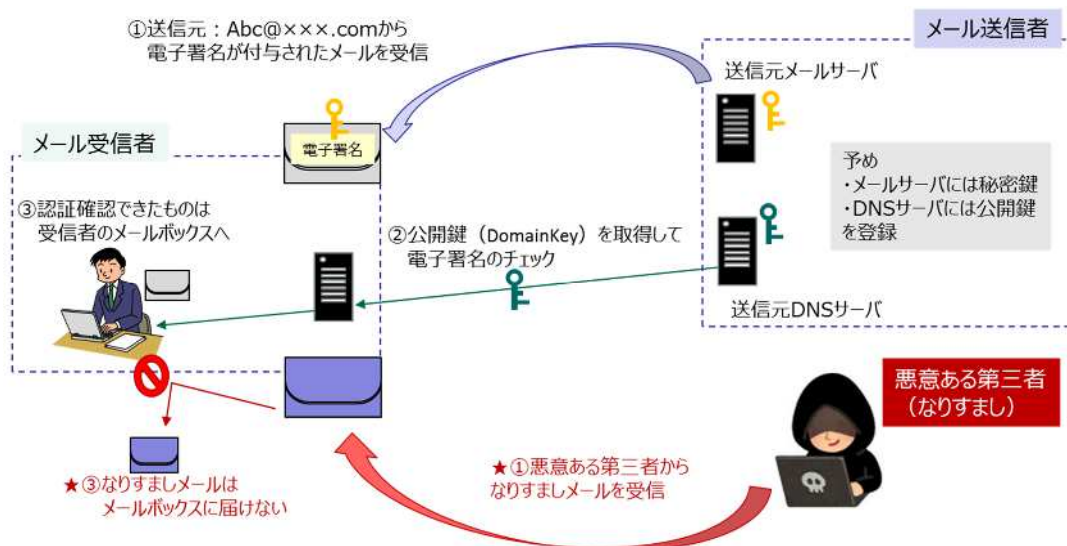 ①送信元：Abc@×××.comから
電子署名が付与されたメールを受信
メール送信者
送信元メールサーバ
メール受信者
電子署名
予め
・メールサーバには秘密鍵
・DNSサーバには公開鍵
を登録
③認証確認できたものは
受信者のメールボックスへ
②公開鍵（DomainKey）を取得して
電子署名のチェック
送信元DNSサーバ
悪意ある第三者
（なりすまし）
★①悪意ある第三者から
なりすましメールを受信
★③なりすましメールは
メールボックスに届けない